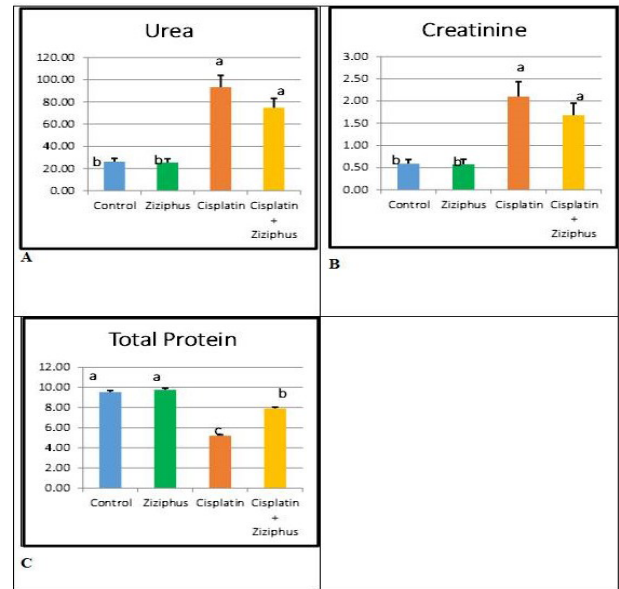 Urea
120.00
100.00
80.00
60.00
40.00
20.00
0.00
a
a
b
b
Control
Ziziphus
Cisplatin
Cisplatin
+
Ziziphus
A
Creatinine
3.00
2.50
2.00
1.50
1.00
0.50
0.00
a
a
b
b
Control
Ziziphus
Cisplatin
Cisplatin
+
Ziziphus
B
Total Protein
12.00
10.00
8.00
6.00
4.00
2.00
0.00
a
a
c
b
Control
Ziziphus
Cisplatin
Cisplatin
+
Ziziphus
C